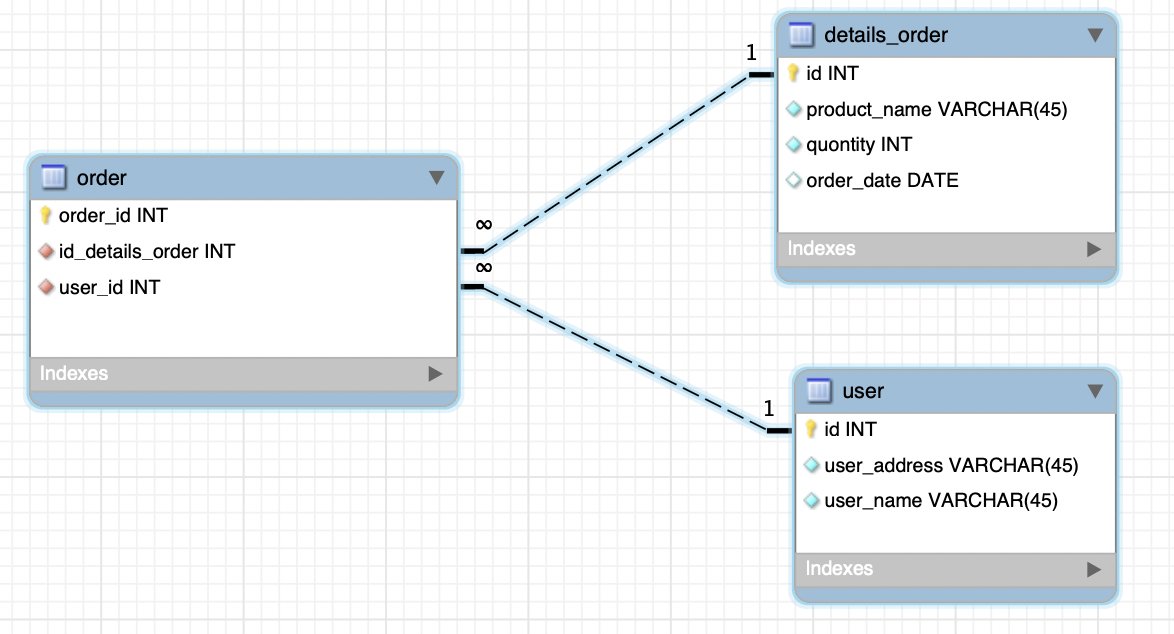 order
order_id INT
id_details_order INT
user_id INT
Indexes
∞
∞
1
details_order
id INT
product_name VARCHAR(45)
quontity INT
order_date DATE
Indexes
1
user
id INT
user_address VARCHAR(45)
user_name VARCHAR(45)
Indexes